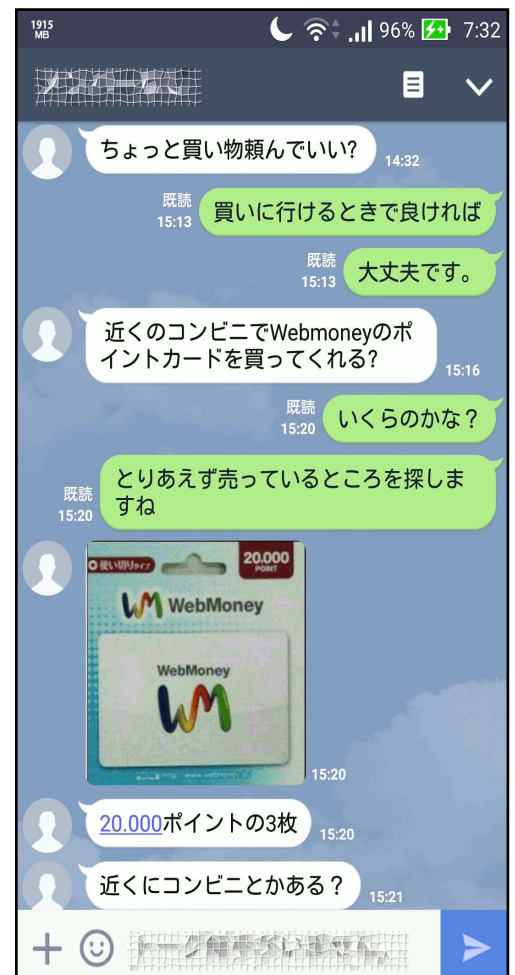 1915
MB
96%
7:32
ちょっと買い物頼んでいい?
14:32
既読
15:13
買いに行けるときで良ければ
既読
15:13
大丈夫です。
近くのコンビニでWebmoneyのポ
イントカードを買ってくれる?
15:16
既読
15:20
いくらのかな？
とりあえず売っているところを探しま
すね
既読
15:20
使い切りタイプ
20,000
POINT
WebMoney
WebMoney
15:20
20.000ポイントの3枚
15:20
近くにコンビニとかある？
15:21